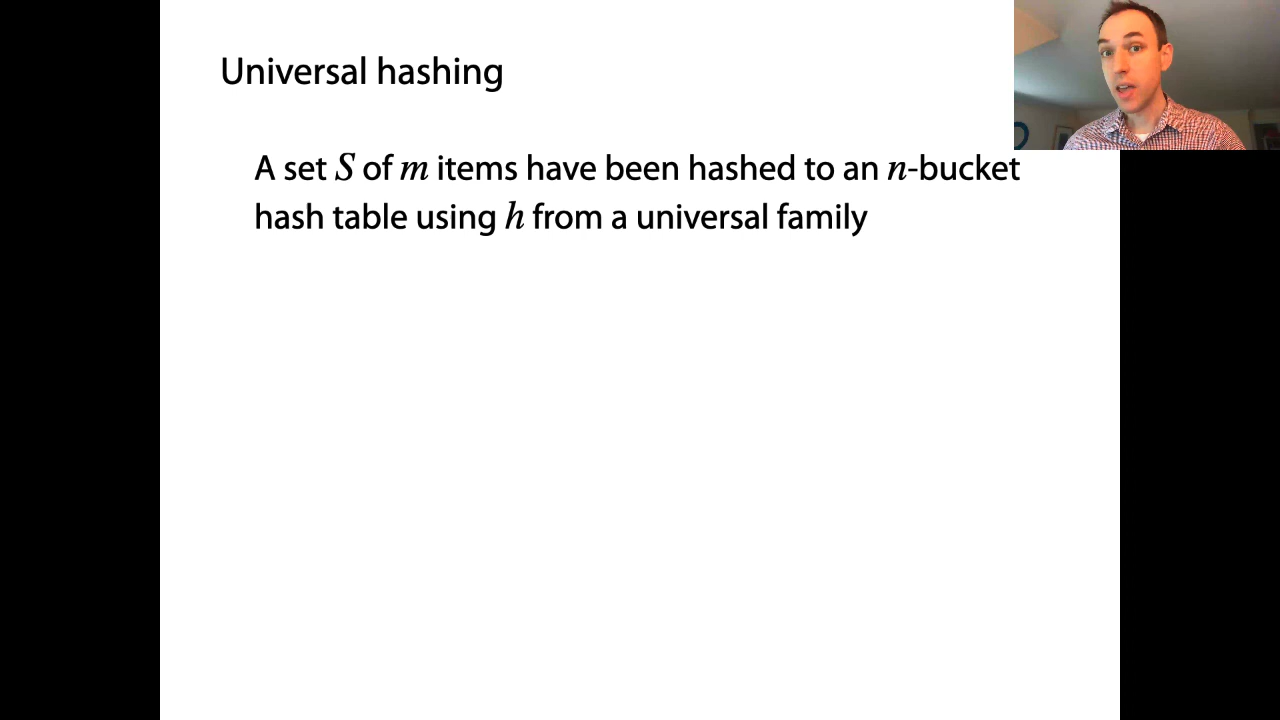 Universal hashing
A set S of m items have been hashed to an n-bucket
hash table using h from a universal family